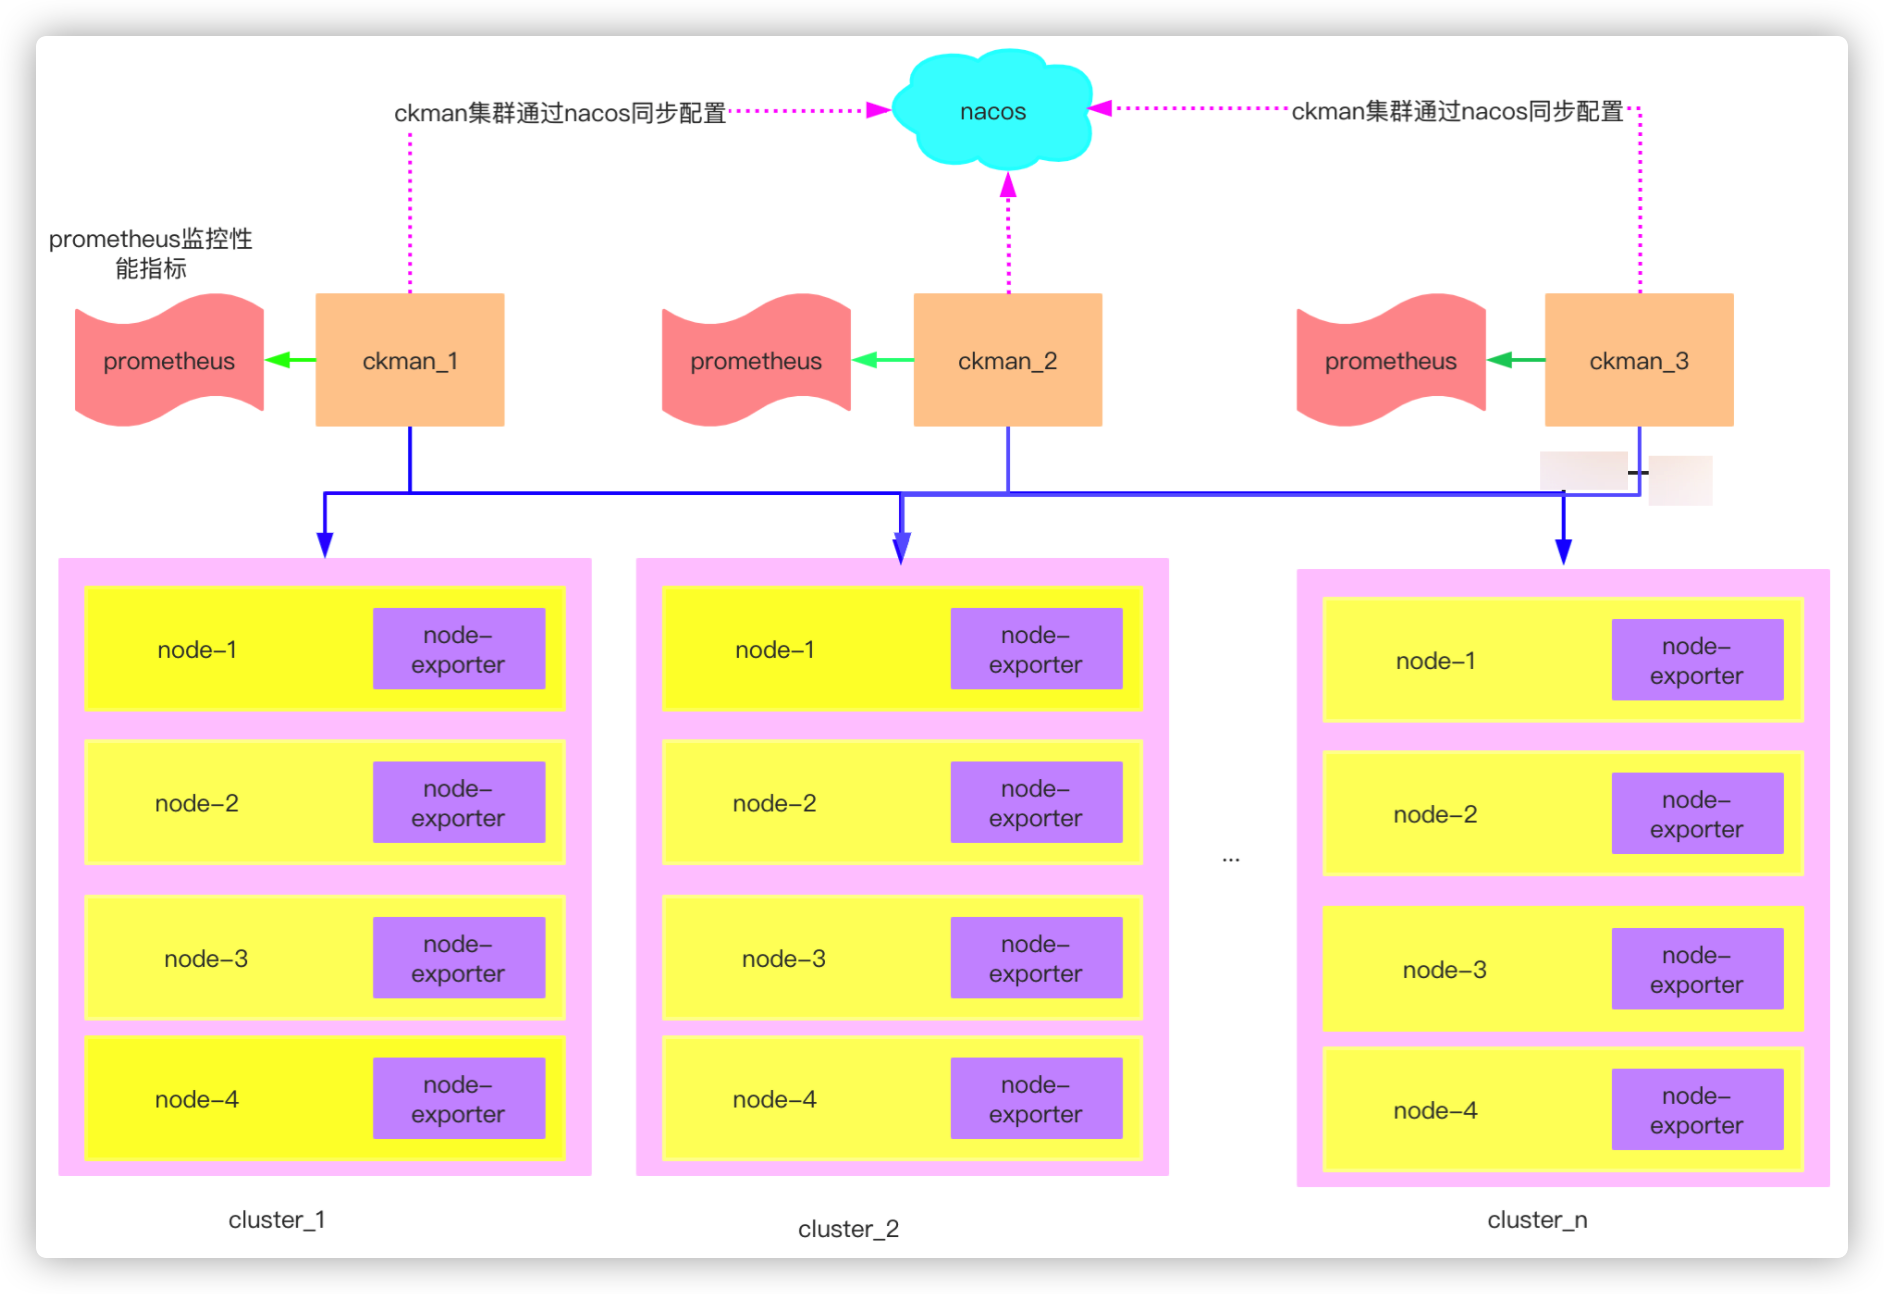 nacos
ckman集群通过nacos同步配置
ckman集群通过nacos同步配置
prometheus监控性
能指标
prometheus
ckman_1
prometheus
ckman_2
prometheus
ckman_3
node-1
node-
exporter
node-2
node-
exporter
node-3
node-
exporter
node-4
node-
exporter
cluster_1
node-1
node-
exporter
node-2
node-
exporter
node-3
node-
exporter
node-4
node-
exporter
cluster_2
...
node-1
node-
exporter
node-2
node-
exporter
node-3
node-
exporter
node-4
node-
exporter
cluster_n